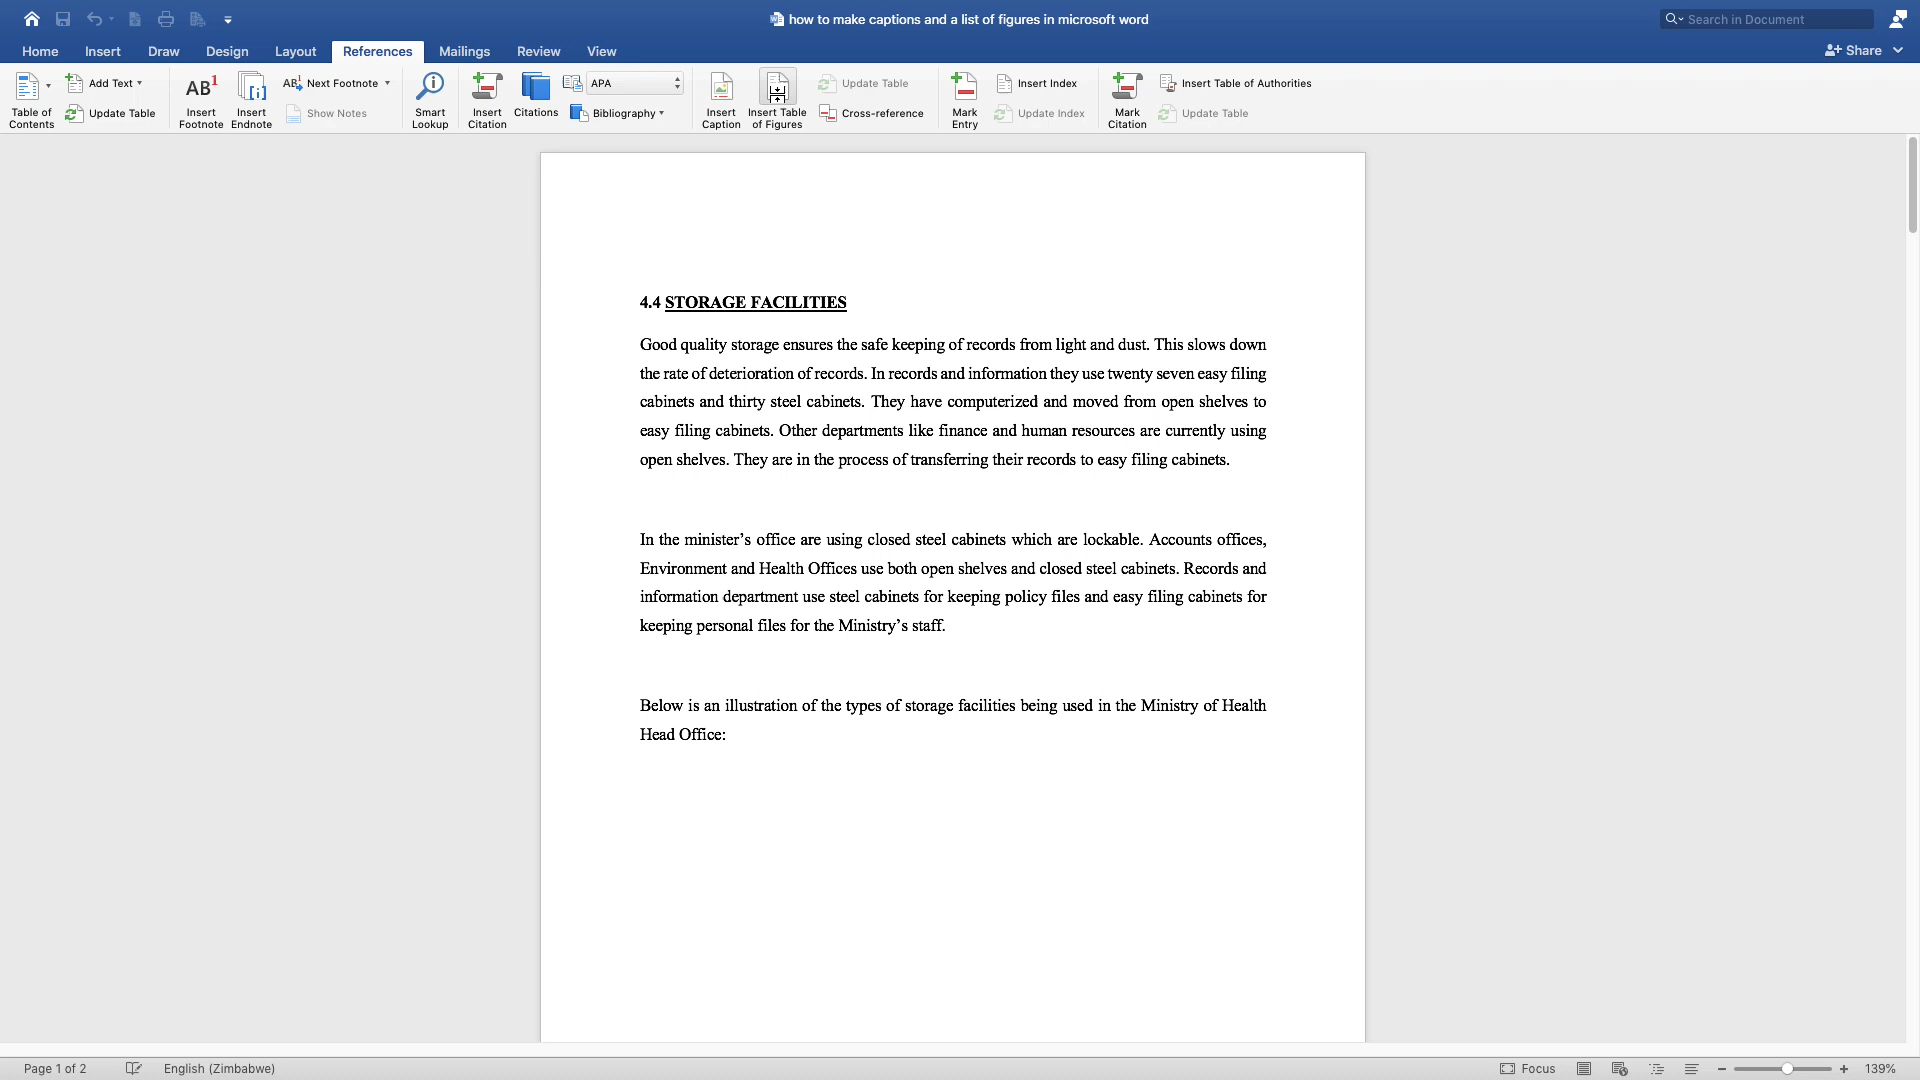 how to make captions and a list of figures in microsoft word
Search in Document
Home Insert Draw Design Layout References Mailings Review View
Share
Table of Contents
Add Text
Update Table
AB1
Insert Footnote
Insert Endnote
AB1 Next Footnote
Show Notes
Smart Lookup
Insert Citation
Citations
APA
Bibliography
Insert Caption
Insert Table of Figures
Update Table
Cross-reference
Mark Entry
Insert Index
Update Index
Mark Citation
Insert Table of Authorities
Update Table
4.4 STORAGE FACILITIES
Good quality storage ensures the safe keeping of records from light and dust. This slows down
the rate of deterioration of records. In records and information they use twenty seven easy filing
cabinets and thirty steel cabinets. They have computerized and moved from open shelves to
easy filing cabinets. Other departments like finance and human resources are currently using
open shelves. They are in the process of transferring their records to easy filing cabinets.
In the minister’s office are using closed steel cabinets which are lockable. Accounts offices,
Environment and Health Offices use both open shelves and closed steel cabinets. Records and
information department use steel cabinets for keeping policy files and easy filing cabinets for
keeping personal files for the Ministry’s staff.
Below is an illustration of the types of storage facilities being used in the Ministry of Health
Head Office:
Page 1 of 2 English (Zimbabwe) Focus 139%